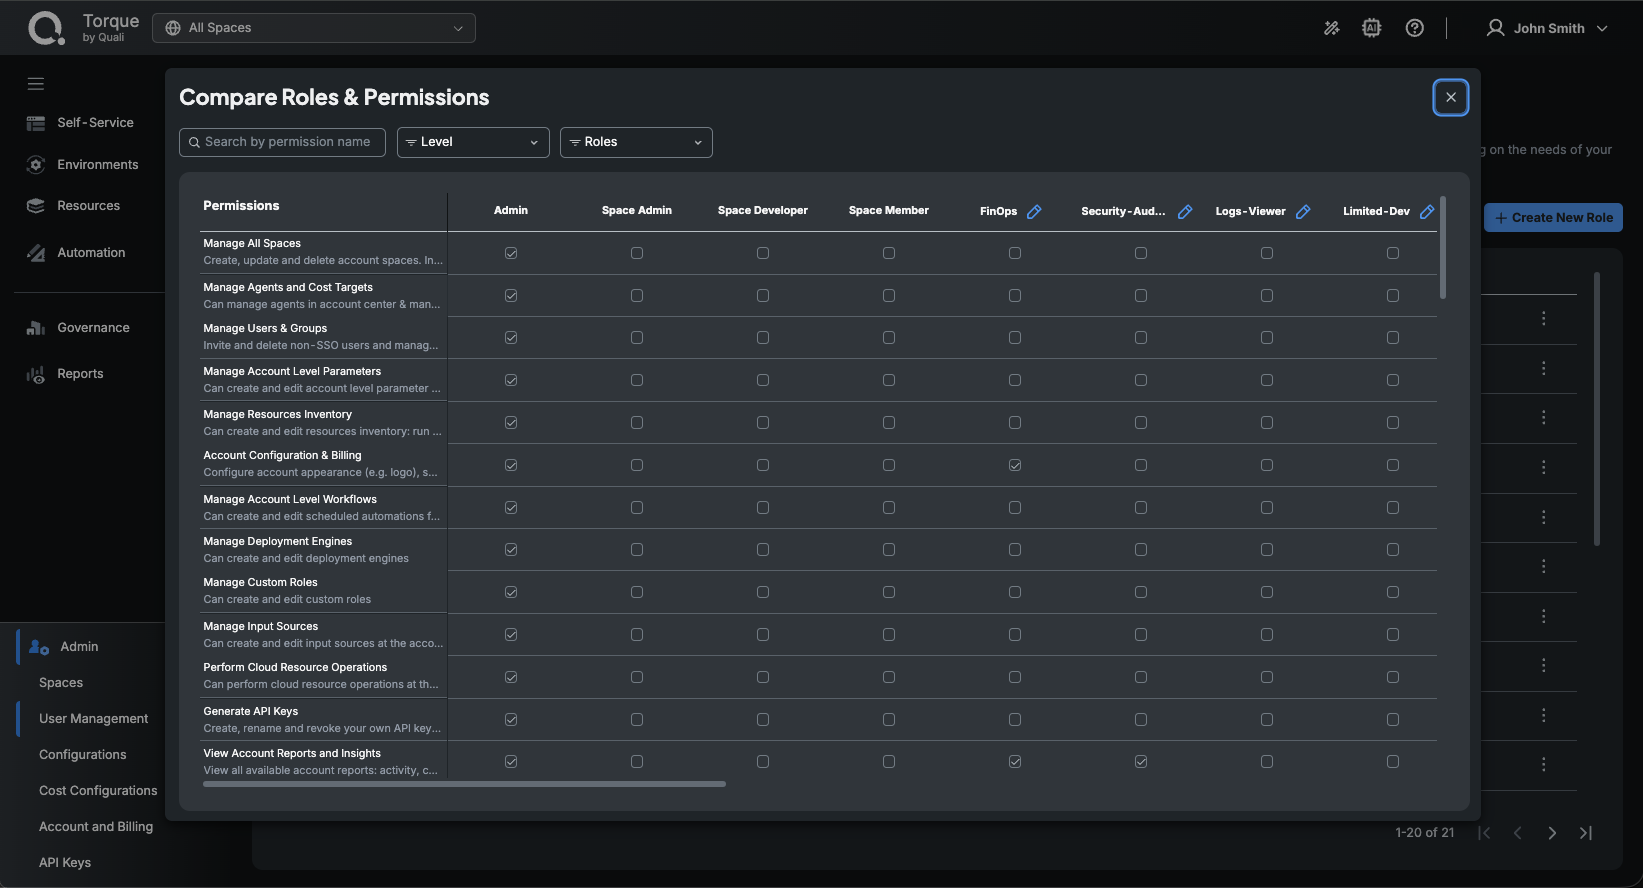 Torque
by Quali
All Spaces
AI
John Smith
Self-Service
Environments
Resources
Automation
Governance
Reports
Admin
Spaces
User Management
Configurations
Cost Configurations
Account and Billing
API Keys
Compare Roles & Permissions
Search by permission name
Level
Roles
g on the needs of your
+ Create New Role
Permissions
Admin
Space Admin
Space Developer
Space Member
FinOps
Security-Aud...
Logs-Viewer
Limited-Dev
Manage All Spaces
Create, update and delete account spaces. In...
Manage Agents and Cost Targets
Can manage agents in account center & man...
Manage Users & Groups
Invite and delete non-SSO users and manag...
Manage Account Level Parameters
Can create and edit account level parameter ...
Manage Resources Inventory
Can create and edit resources inventory: run ...
Account Configuration & Billing
Configure account appearance (e.g. logo), s...
Manage Account Level Workflows
Can create and edit scheduled automations f...
Manage Deployment Engines
Can create and edit deployment engines
Manage Custom Roles
Can create and edit custom roles
Manage Input Sources
Can create and edit input sources at the acco...
Perform Cloud Resource Operations
Can perform cloud resource operations at th...
Generate API Keys
Create, rename and revoke your own API key...
View Account Reports and Insights
View all available account reports: activity, c...
1-20 of 21